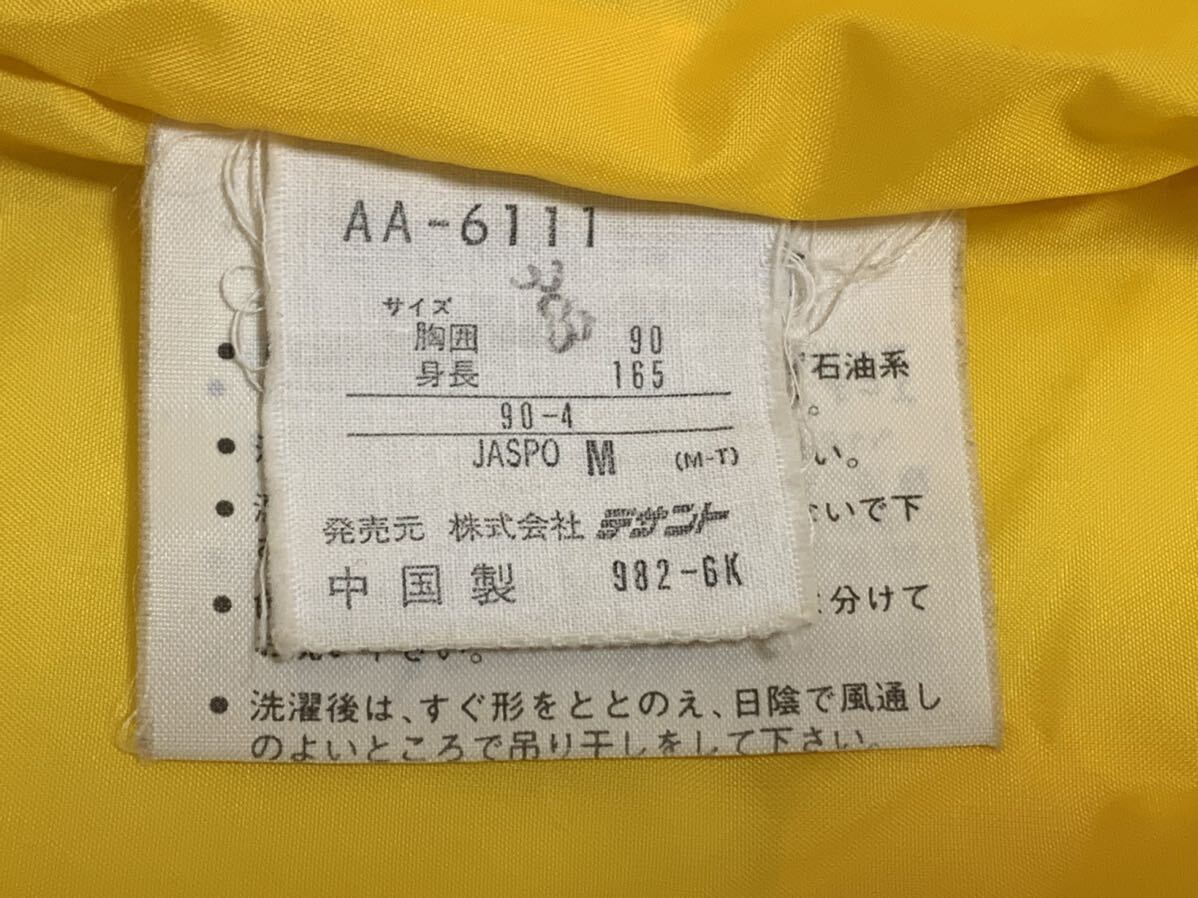 AA-6111
サイズ
胸囲 90
身長 165
90-4
JASPO M (M-T)
発売元 株式会社 デサント
中国製 982-6K
石油系
い。
ないで下
分けて
下さい。
● 洗濯後は、すぐ形をととのえ、日陰で風通し
のよいところで吊り干しをして下さい。